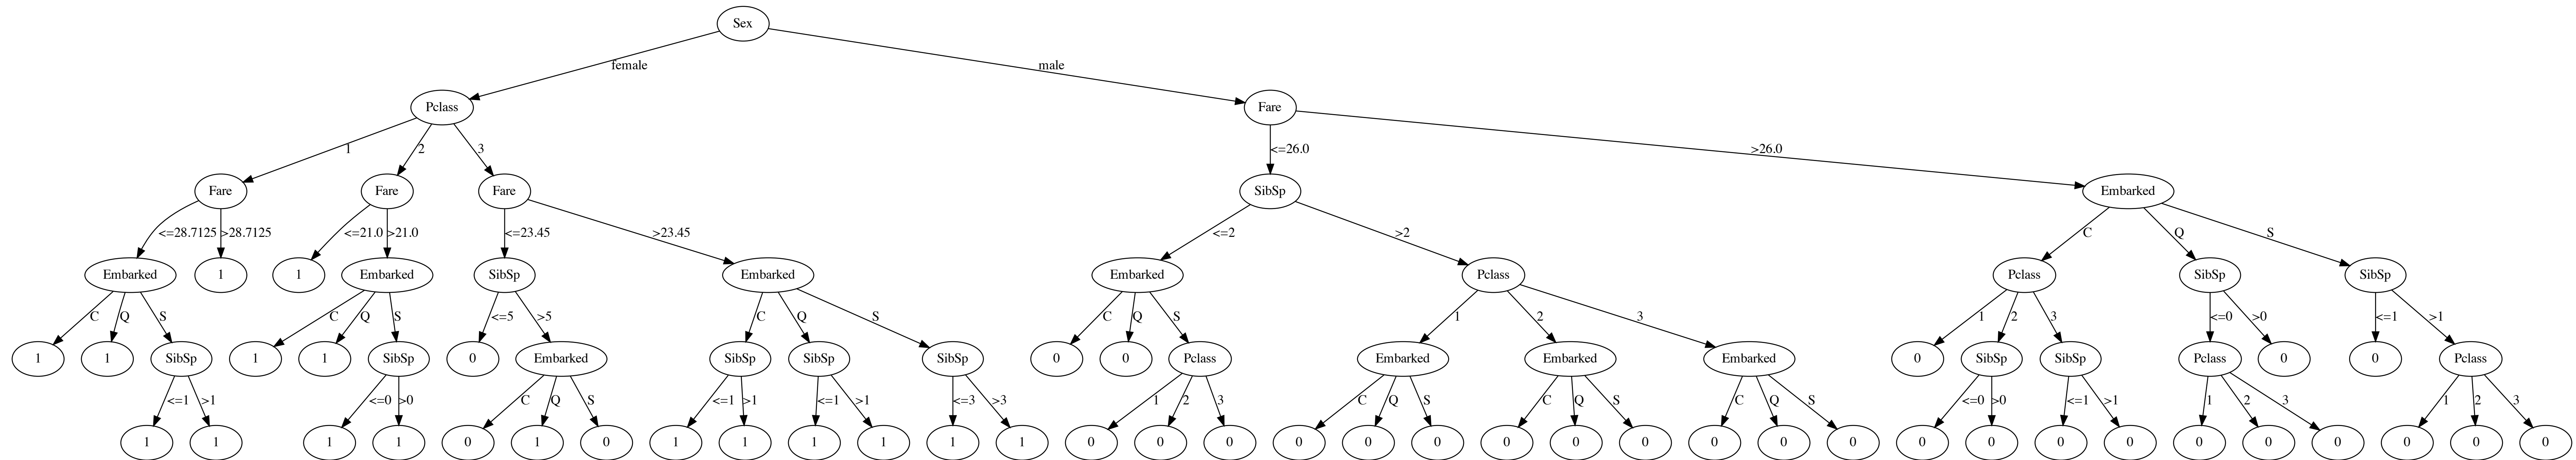 Sex
female male
Pclass Fare
1 2 3 <=26.0 >26.0
Fare Fare Fare SibSp Embarked
<=28.7125 >28.7125 <=21.0 >21.0 <=23.45 >23.45 <=2 >2 C Q S
Embarked 1 1 Embarked SibSp Embarked Embarked Pclass Pclass SibSp SibSp
C Q S C Q S <=5 >5 C Q S C Q S 1 2 3 1 2 3 <=0 >0 <=1 >1
1 1 SibSp 1 1 SibSp 0 Embarked SibSp SibSp SibSp 0 0 Pclass Embarked Embarked Embarked 0 SibSp SibSp Pclass 0 0 Pclass
<=1 >1 <=0 >0 C Q S <=1 >1 <=1 >1 <=3 >3 1 2 3 C Q S C Q S C Q S <=0 >0 <=1 >1 1 2 3 1 2 3
1 1 1 1 0 1 0 1 1 1 1 1 1 0 0 0 0 0 0 0 0 0 0 0 0 0 0 0 0 0 0 0 0 0 0